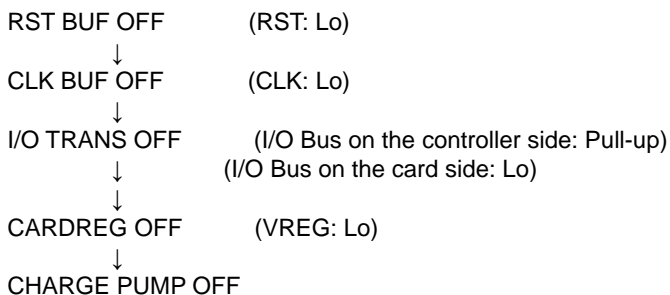 RST BUF OFF (RST: Lo)
↓
CLK BUF OFF (CLK: Lo)
↓
I/O TRANS OFF (I/O Bus on the controller side: Pull-up)
↓ (I/O Bus on the card side: Lo)
↓
CARDREG OFF (VREG: Lo)
↓
CHARGE PUMP OFF